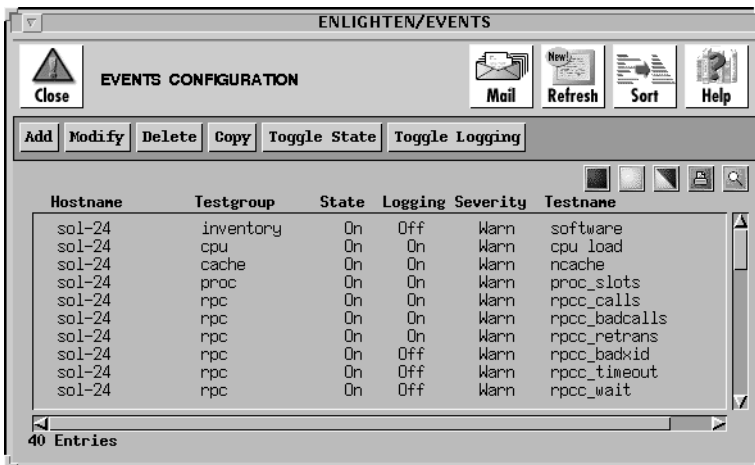 ENLIGHTEN/EVENTS
Close
EVENTS CONFIGURATION
Mail
New!
Refresh
Sort
Help
Add Modify Delete Copy Toggle State Toggle Logging
Hostname Testgroup State Logging Severity Testname
sol-24 inventory On Off Warn software
sol-24 cpu On On Warn cpu load
sol-24 cache On On Warn ncache
sol-24 proc On On Warn proc_slots
sol-24 rpc On On Warn rpcc_calls
sol-24 rpc On On Warn rpcc_badcalls
sol-24 rpc On On Warn rpcc_retrans
sol-24 rpc On Off Warn rpcc_badxid
sol-24 rpc On Off Warn rpcc_timeout
sol-24 rpc On Off Warn rpcc_wait
40 Entries